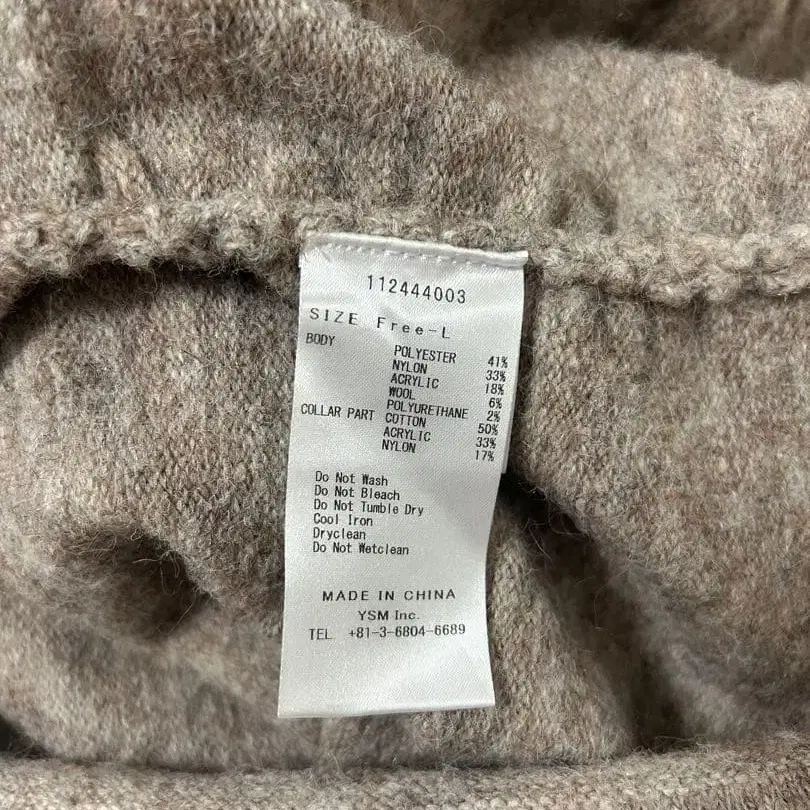 112444003
SIZE Free-L
BODY POLYESTER 41%
NYLON 33%
ACRYLIC 18%
WOOL 6%
POLYURETHANE 2%
COLLAR PART COTTON 50%
ACRYLIC 33%
NYLON 17%
Do Not Wash
Do Not Bleach
Do Not Tumble Dry
Cool Iron
Dryclean
Do Not Wetclean
MADE IN CHINA
YSM Inc.
TEL +81-3-6804-6689